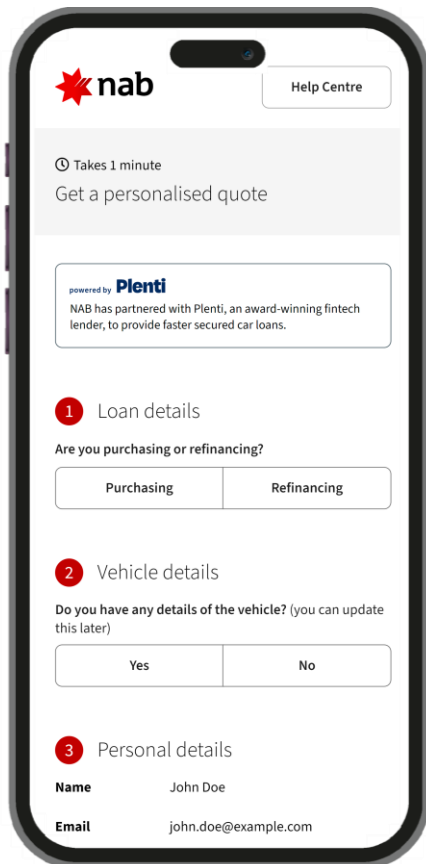 nab
Help Centre
Takes 1 minute
Get a personalised quote
powered by Plenti
NAB has partnered with Plenti, an award-winning fintech
lender, to provide faster secured car loans.
1 Loan details
Are you purchasing or refinancing?
Purchasing Refinancing
2 Vehicle details
Do you have any details of the vehicle? (you can update
this later)
Yes No
3 Personal details
Name John Doe
Email john.doe@example.com